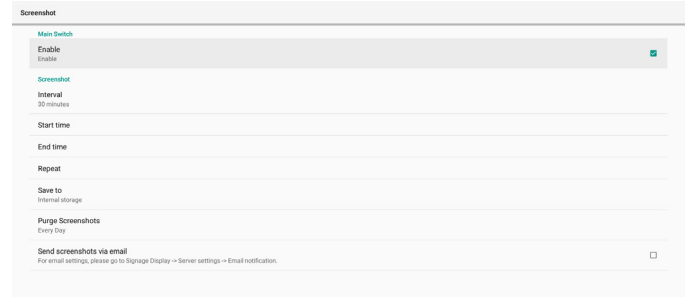 Screenshot
Main Switch
Enable
Enable
Screenshot
Interval
30 minutes
Start time
End time
Repeat
Save to
Internal storage
Purge Screenshots
Every Day
Send screenshots via email
For email settings, please go to Signage Display -> Server settings -> Email notification.